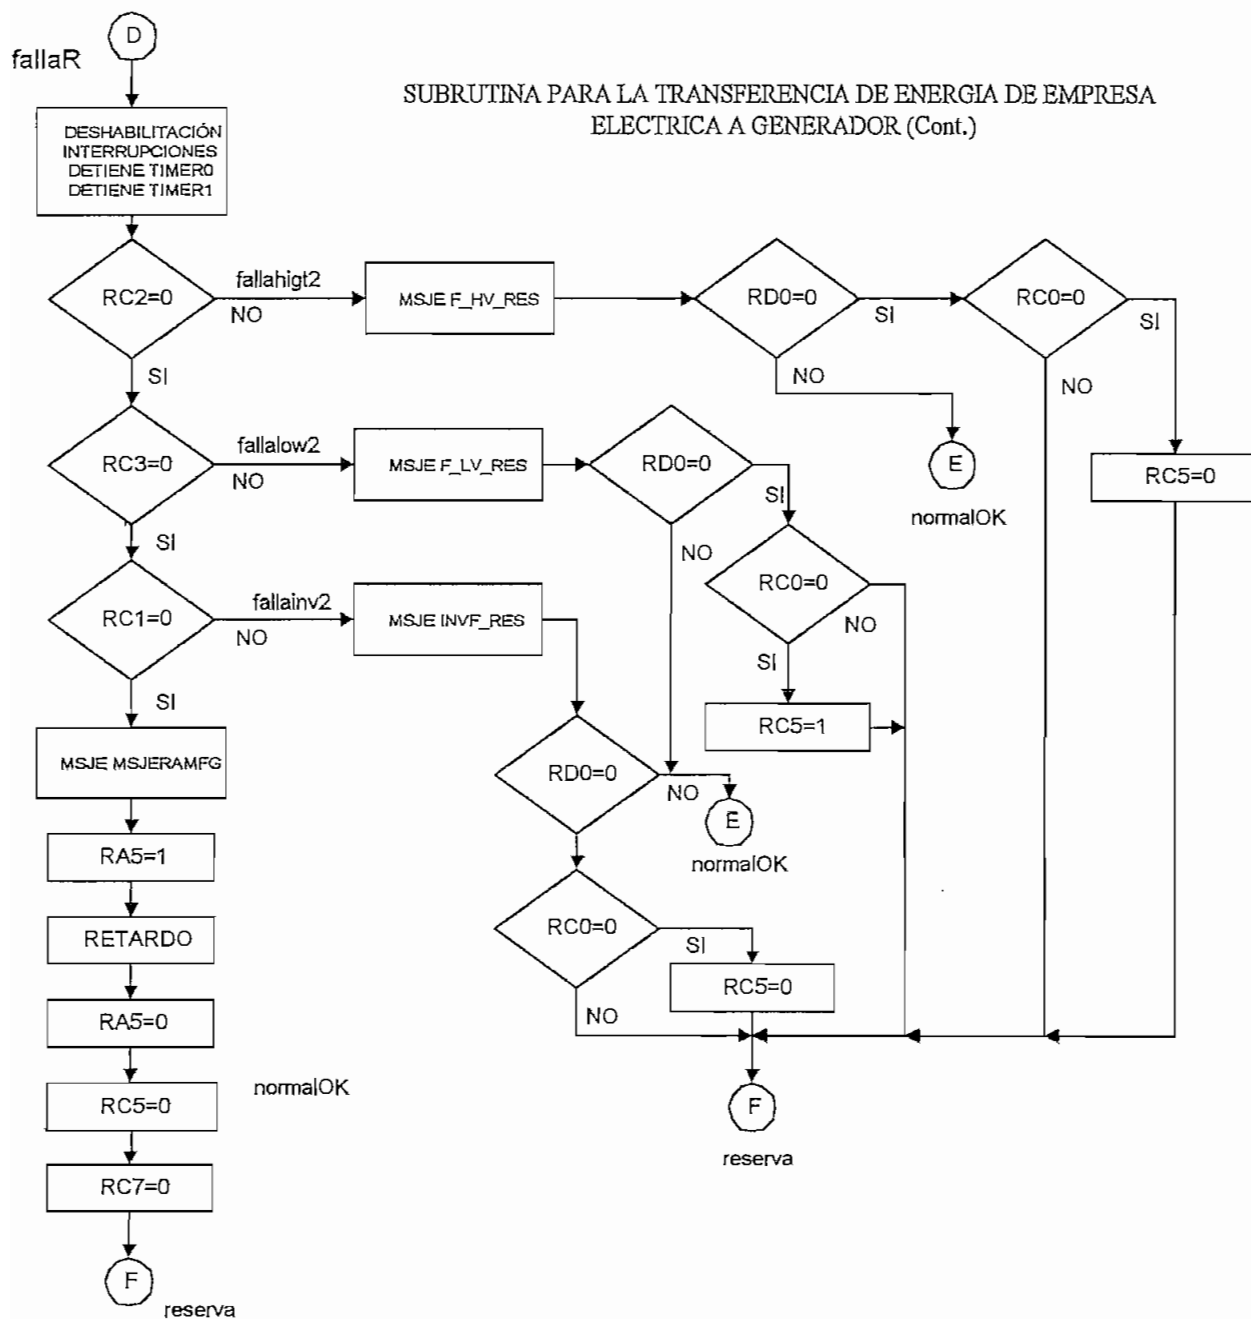 D
fallaR
SUBRUTINA PARA LA TRANSFERENCIA DE ENERGIA DE EMPRESA
ELECTRICA A GENERADOR (Cont.)
DESHABILITACIÓN
INTERRUPCIONES
DETIENE TIMER0
DETIENE TIMER1
RC2=0
fallahigt2
NO
MSJE F_HV_RES
RD0=0
SI
RC0=0
SI
SI
NO
NO
RC3=0
fallalow2
NO
MSJE F_LV_RES
RD0=0
SI
E
normalOK
RC5=0
SI
NO
RC1=0
fallainv2
NO
MSJE INVF_RES
RC0=0
NO
SI
SI
RC5=1
MSJE MSJERAMFG
RD0=0
NO
E
normalOK
RA5=1
RETARDO
RC0=0
SI
RC5=0
NO
RA5=0
RC5=0
normalOK
F
reserva
RC7=0
F
reserva